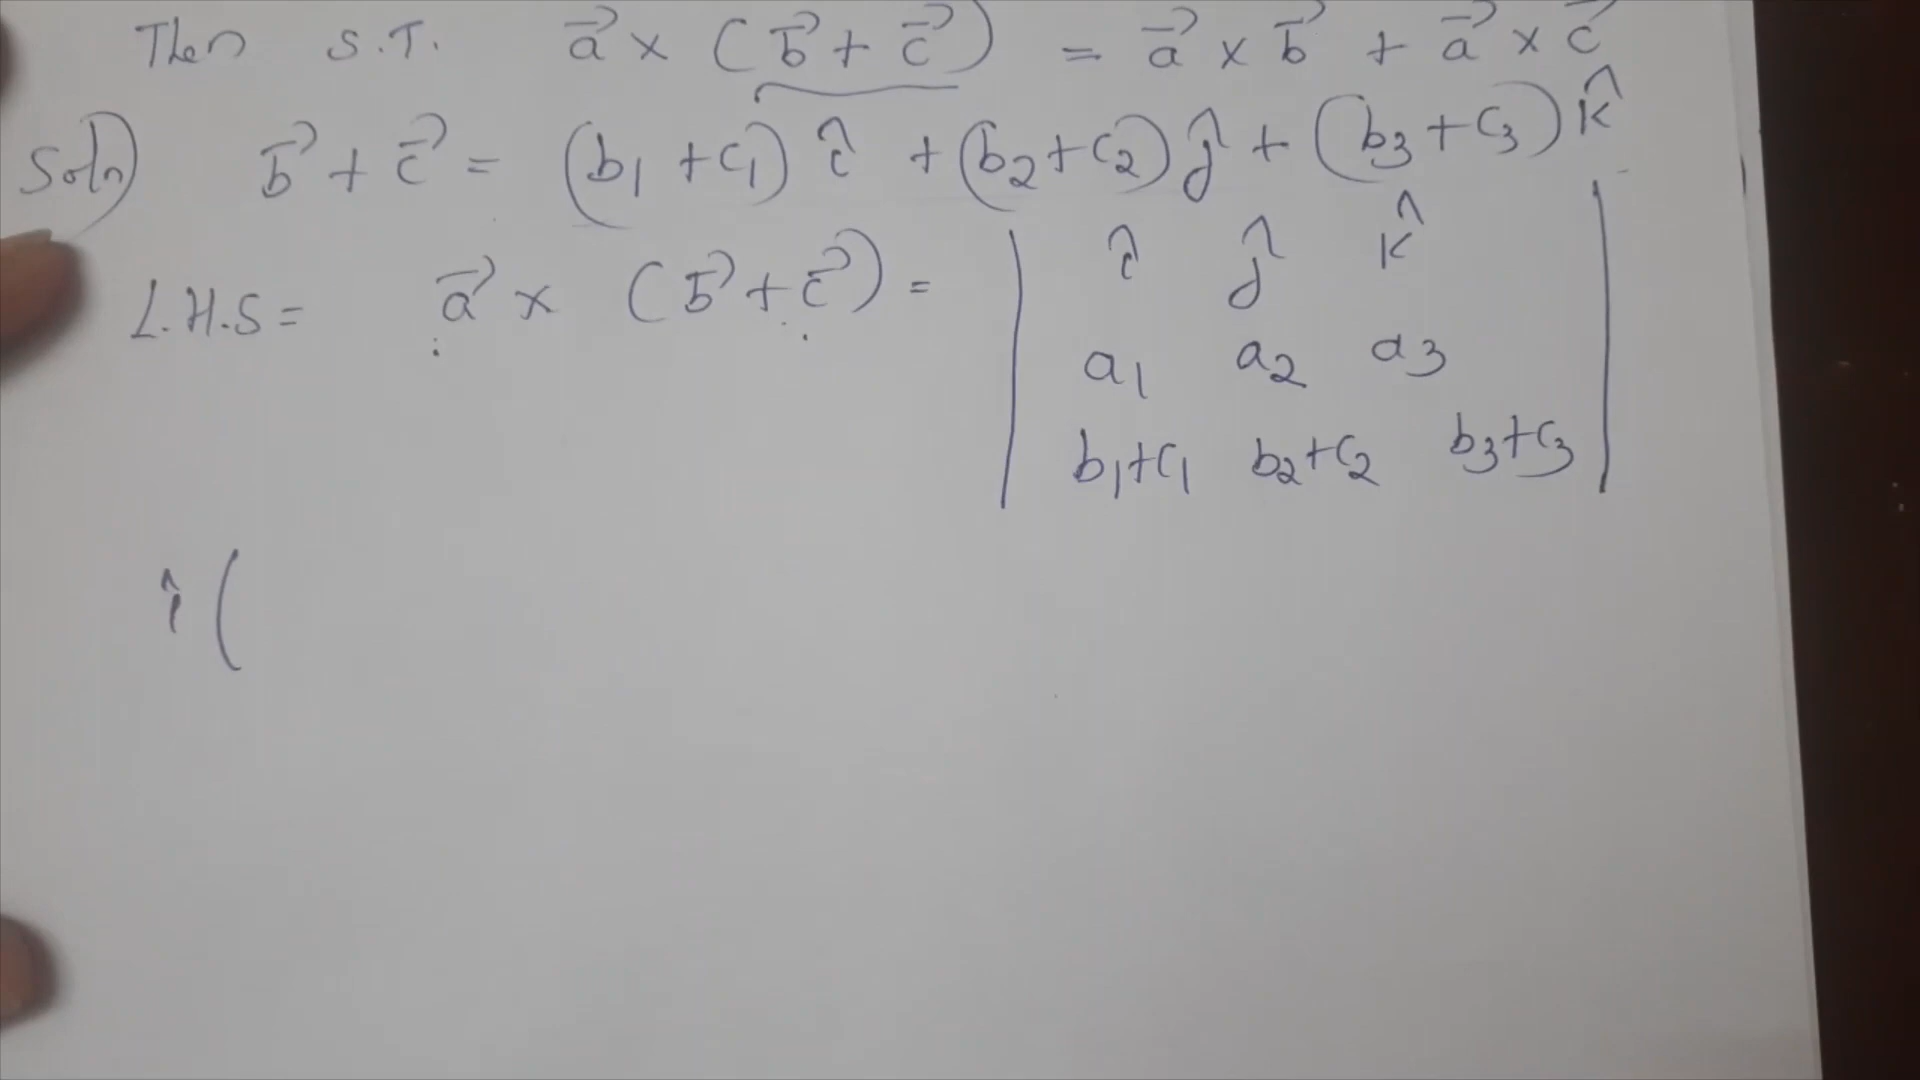 Then S.T. a⃗ × (b⃗ + c⃗) = a⃗ × b⃗ + a⃗ × c⃗
Soln) b⃗ + c⃗ = (b1 + c1) î + (b2 + c2) ĵ + (b3 + c3) k̂
L.H.S = a⃗ × (b⃗ + c⃗) = | î ĵ k̂ |
a1 a2 a3
b1+c1 b2+c2 b3+c3
î (